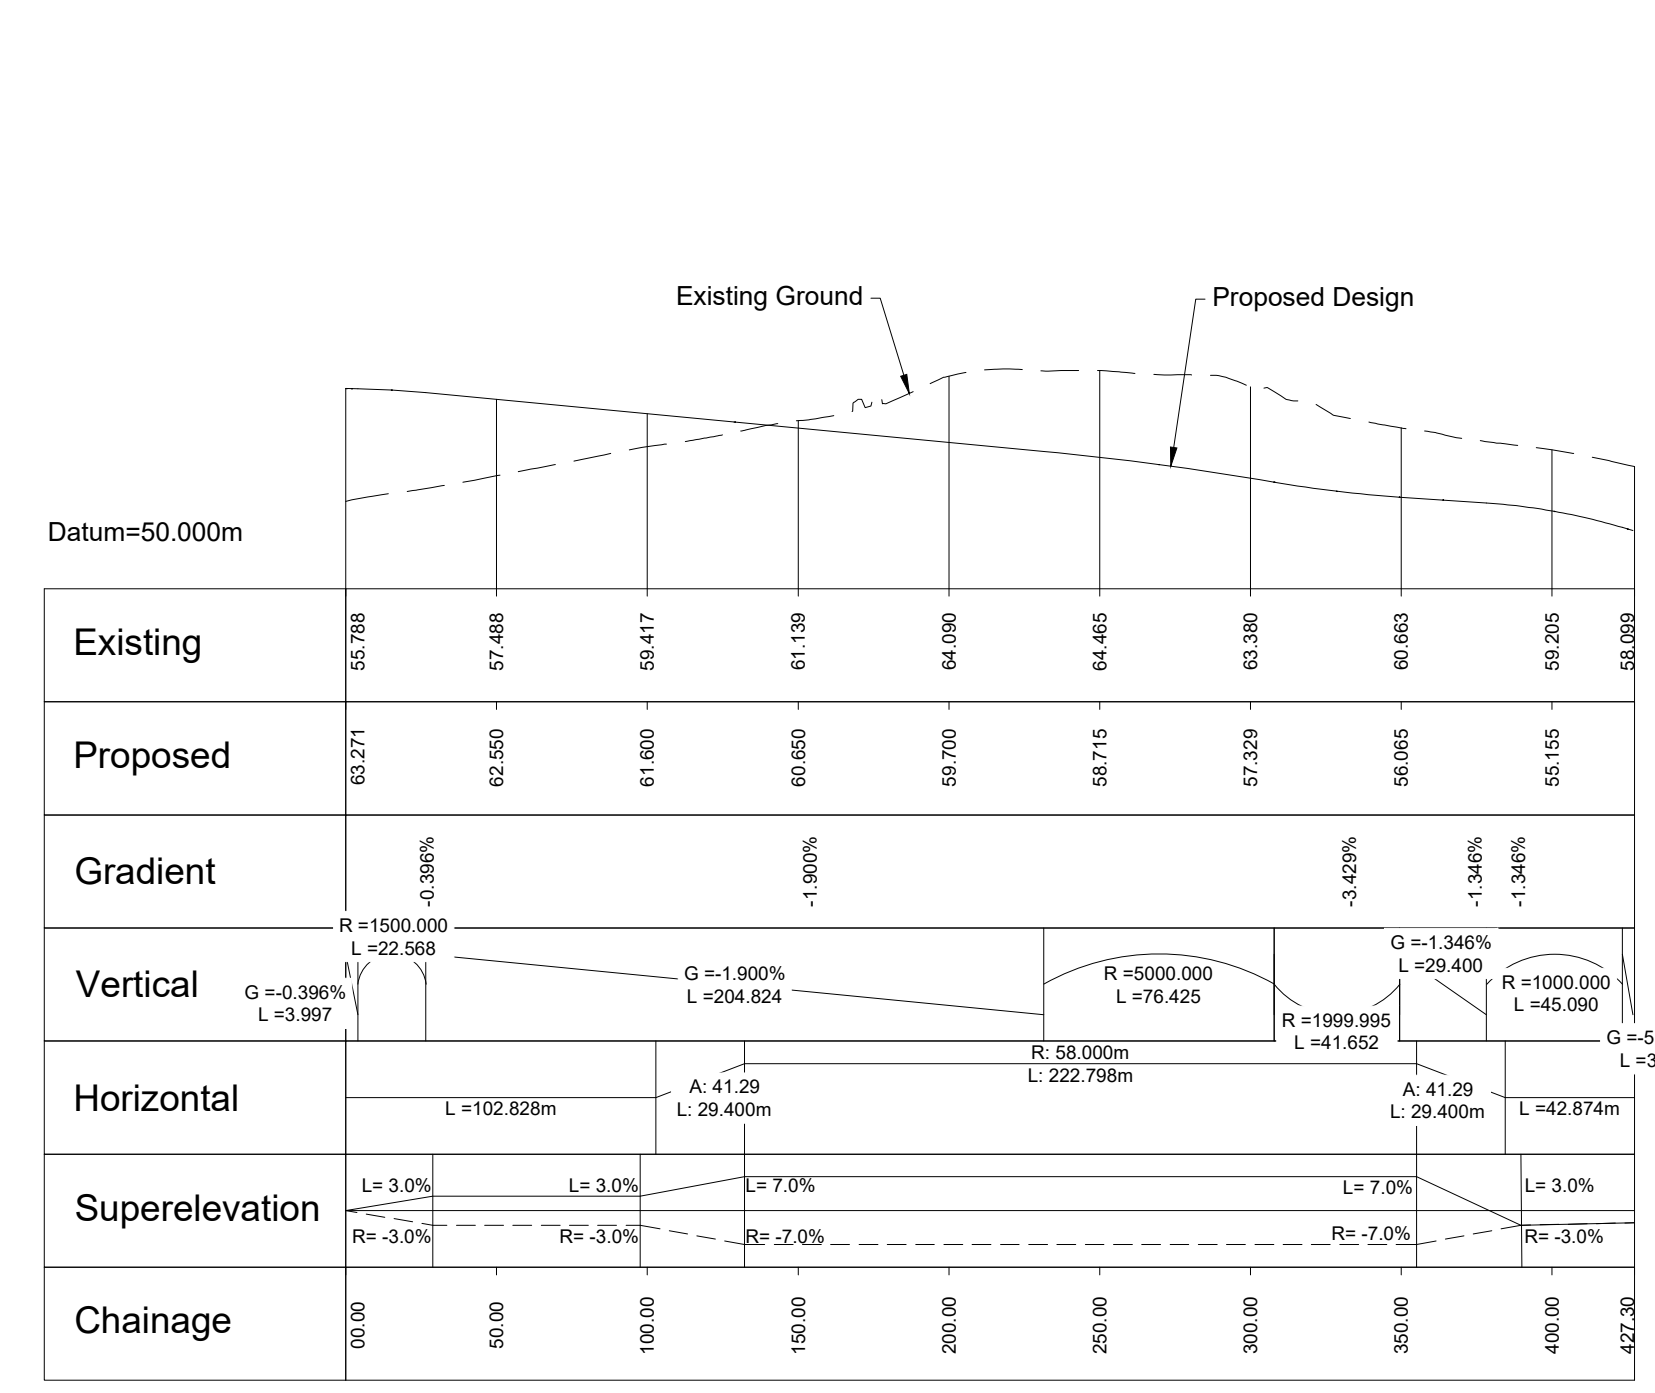 Existing Ground
Proposed Design
Datum=50.000m
Existing
55.788
57.488
59.417
61.139
64.090
64.465
63.380
60.663
59.205
58.099
Proposed
63.271
62.550
61.600
60.650
59.700
58.715
57.329
56.065
55.155
Gradient
-0.396%
-1.900%
-3.429%
-1.346%
-1.346%
Vertical
G =-0.396%
L =3.997
R =1500.000
L =22.568
G =-1.900%
L =204.824
R =5000.000
L =76.425
R =1999.995
L =41.652
G =-1.346%
L =29.400
R =1000.000
L =45.090
G =-5
L =3
Horizontal
L =102.828m
A: 41.29
L: 29.400m
R: 58.000m
L: 222.798m
A: 41.29
L: 29.400m
L =42.874m
Superelevation
L= 3.0%
R= -3.0%
L= 3.0%
R= -3.0%
L= 7.0%
R= -7.0%
L= 7.0%
R= -7.0%
L= 3.0%
R= -3.0%
Chainage
00.00
50.00
100.00
150.00
200.00
250.00
300.00
350.00
400.00
427.30